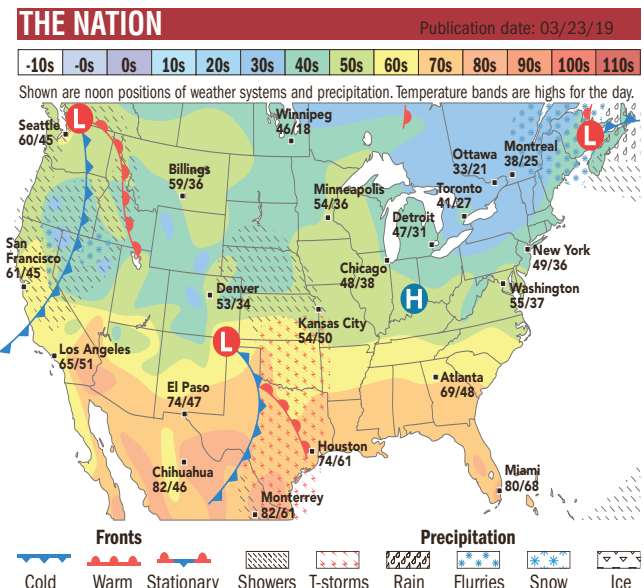 THE NATION
Publication date: 03/23/19
-10s -0s 0s 10s 20s 30s 40s 50s 60s 70s 80s 90s 100s 110s
Shown are noon positions of weather systems and precipitation. Temperature bands are highs for the day.
Seattle
60/45
L
Winnipeg
46/18
L
Billings
59/36
Minneapolis
54/36
Ottawa
33/21
Montreal
38/25
Toronto
41/27
Detroit
47/31
San
Francisco
61/45
Chicago
48/38
New York
49/36
Denver
53/34
H
Washington
55/37
Kansas City
54/50
L
Los Angeles
65/51
El Paso
74/47
Atlanta
69/48
Chihuahua
82/46
Houston
74/61
Monterrey
82/61
Miami
80/68
Fronts
Precipitation
Cold Warm Stationary Showers T-storms Rain Flurries Snow Ice